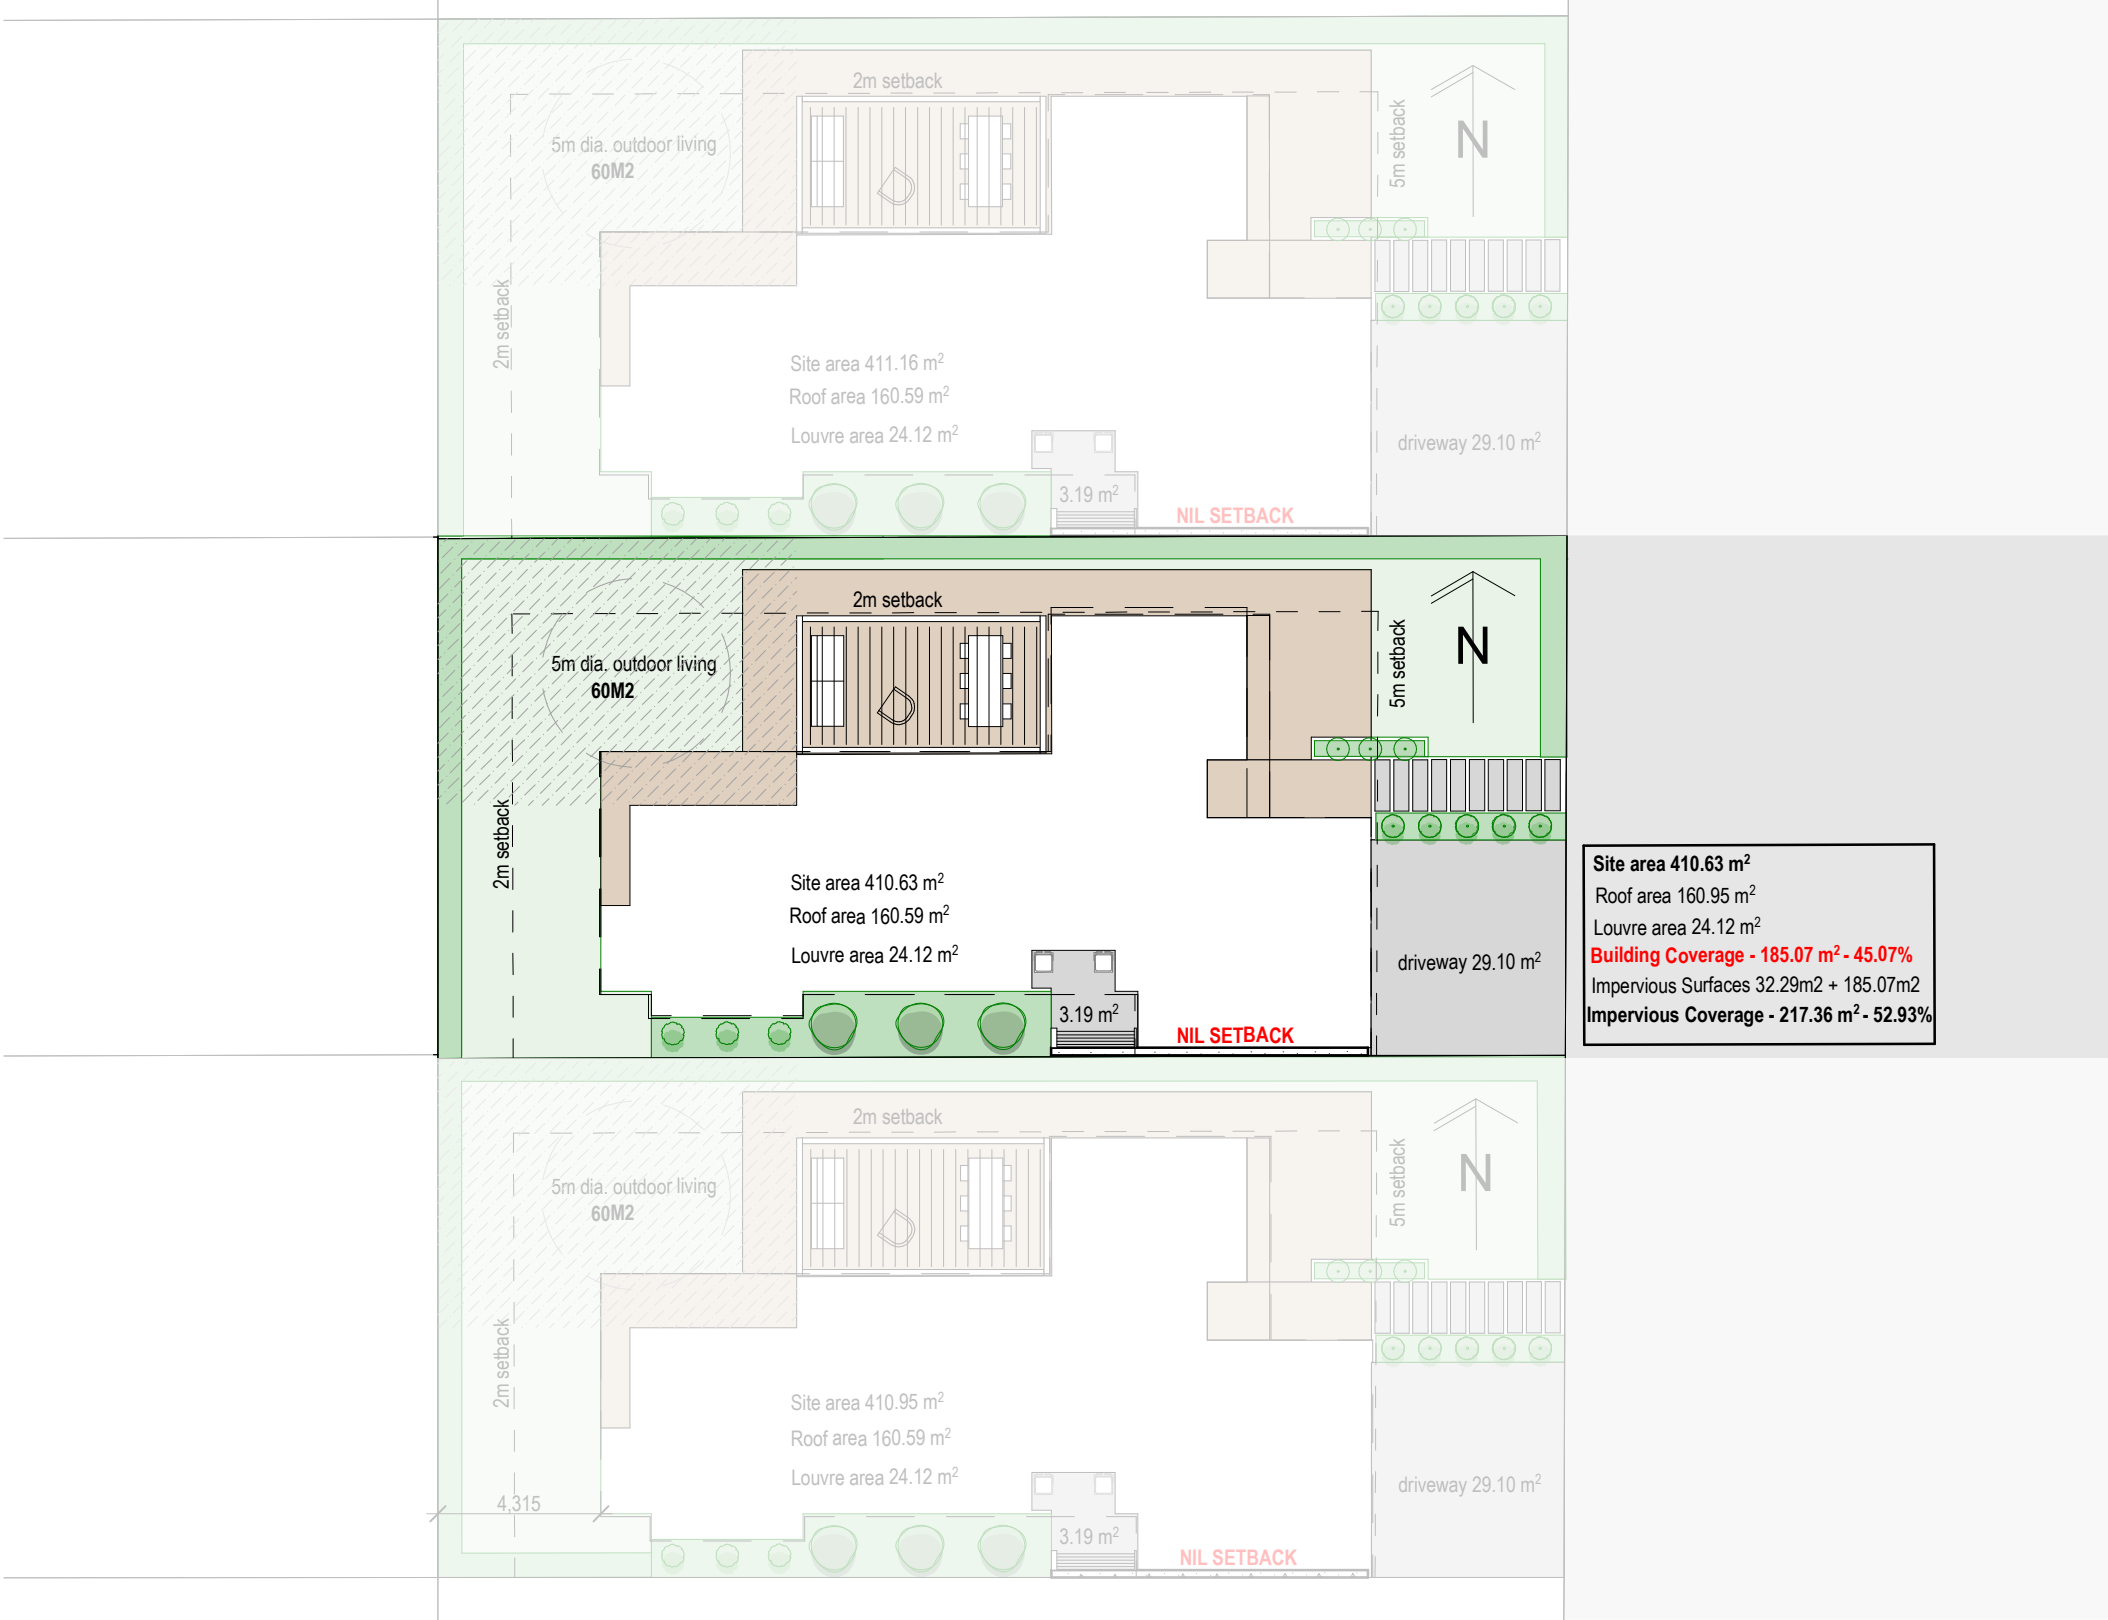 2m setback
5m dia. outdoor living
60M2
5m setback
N
2m setback
Site area 411.16 m²
Roof area 160.59 m²
Louvre area 24.12 m²
driveway 29.10 m²
3.19 m²
NIL SETBACK
2m setback
5m dia. outdoor living
60M2
5m setback
N
2m setback
Site area 410.63 m²
Roof area 160.59 m²
Louvre area 24.12 m²
driveway 29.10 m²
3.19 m²
NIL SETBACK
Site area 410.63 m²
Roof area 160.95 m²
Louvre area 24.12 m²
Building Coverage - 185.07 m² - 45.07%
Impervious Surfaces 32.29m2 + 185.07m2
Impervious Coverage - 217.36 m² - 52.93%
2m setback
5m dia. outdoor living
60M2
5m setback
N
2m setback
Site area 410.95 m²
Roof area 160.59 m²
Louvre area 24.12 m²
driveway 29.10 m²
4,315
3.19 m²
NIL SETBACK